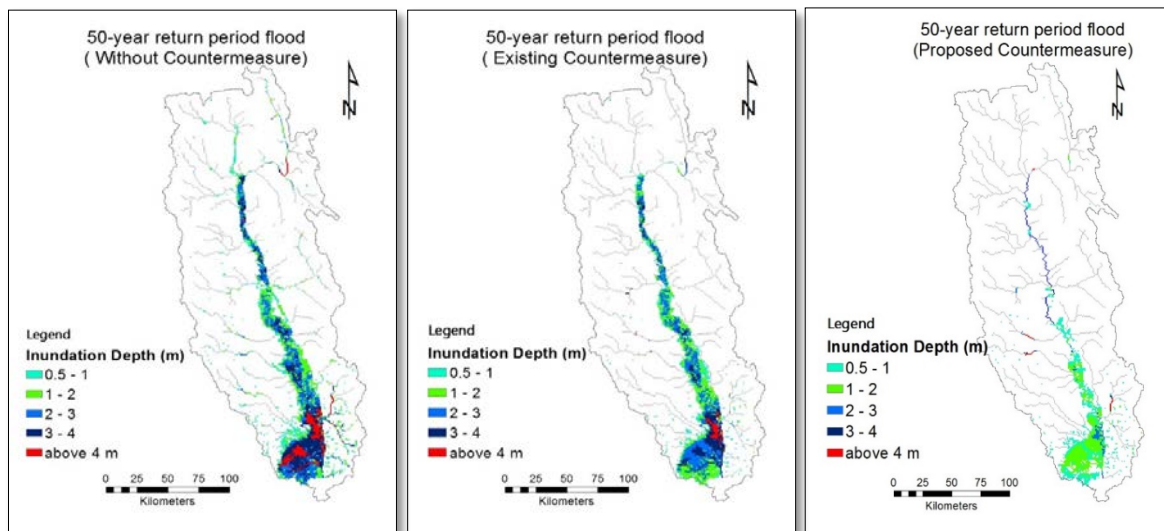 50-year return period flood
( Without Countermeasure)
N
Legend
Inundation Depth (m)
0.5 - 1
1 - 2
2 - 3
3 - 4
above 4 m
0 25 50 75 100
Kilometers
50-year return period flood
( Existing Countermeasure)
N
Legend
Inundation Depth (m)
0.5 - 1
1 - 2
2 - 3
3 - 4
above 4 m
0 25 50 75 100
Kilometers
50-year return period flood
(Proposed Countermeasure)
N
Legend
Inundation Depth (m)
0.5 - 1
1 - 2
2 - 3
3 - 4
above 4 m
0 25 50 75 100
Kilometers